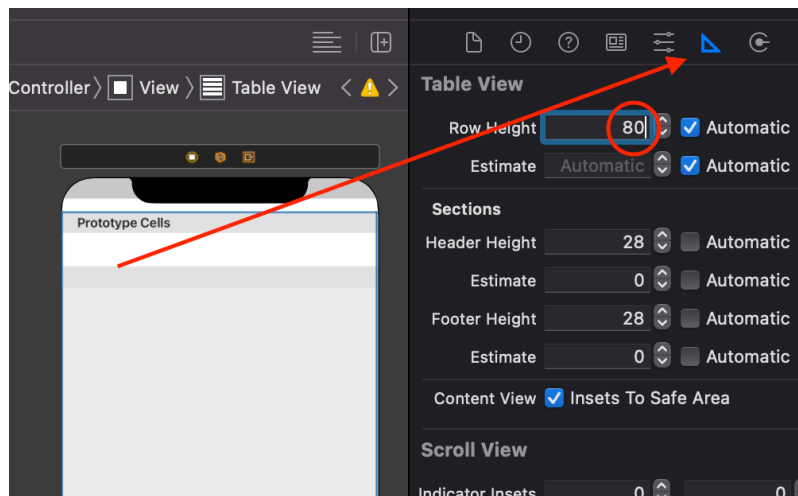 Controller View Table View
Table View
Row Height 80 Automatic
Estimate Automatic Automatic
Prototype Cells
Sections
Header Height 28 Automatic
Estimate 0 Automatic
Footer Height 28 Automatic
Estimate 0 Automatic
Content View Insets To Safe Area
Scroll View
Indicator Insets 0 0